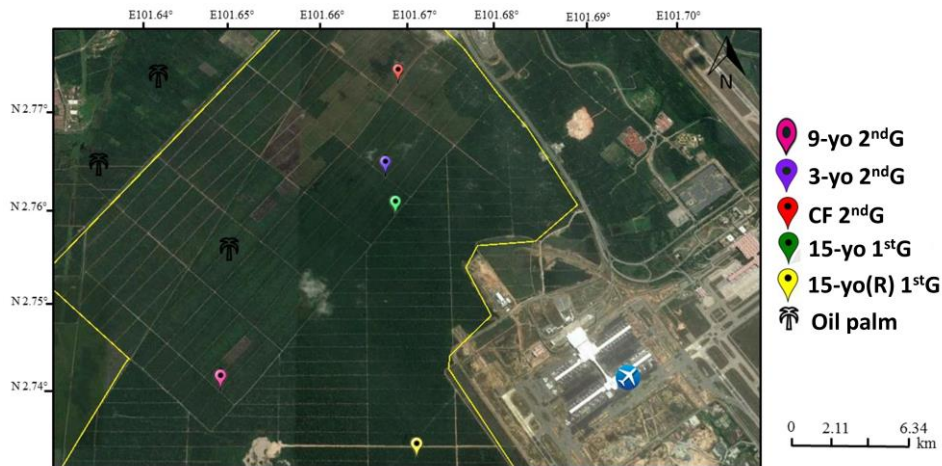 E101.64° E101.65° E101.66° E101.67° E101.68° E101.69° E101.70°
N 2.77°
N 2.76°
N 2.75°
N 2.74°
N
9-yo 2ndG
3-yo 2ndG
CF 2ndG
15-yo 1stG
15-yo(R) 1stG
Oil palm
0 2.11 6.34
km